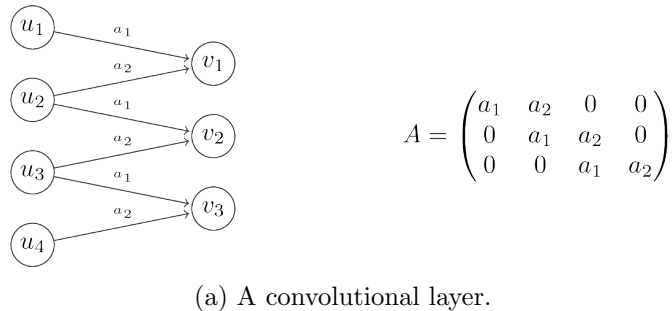 u₁
a₁
a₂
v₁
u₂
a₁
a₂
v₂
u₃
a₁
a₂
v₃
u₄
A = 
a₁ a₂ 0 0
0 a₁ a₂ 0
0 0 a₁ a₂
(a) A convolutional layer.